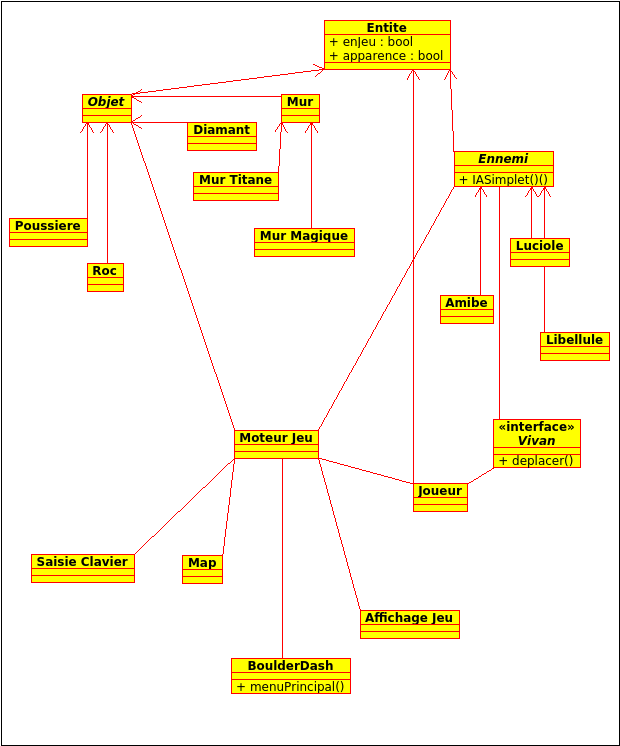 Entite
+ enJeu : bool
+ apparence : bool
Objet
Mur
Diamant
Ennemi
+ IASimplet()()
Mur Titane
Poussiere
Mur Magique
Luciole
Roc
Amibe
Libellule
«interface»
Vivan
+ deplacer()
Moteur Jeu
Joueur
Saisie Clavier
Map
Affichage Jeu
BoulderDash
+ menuPrincipal()